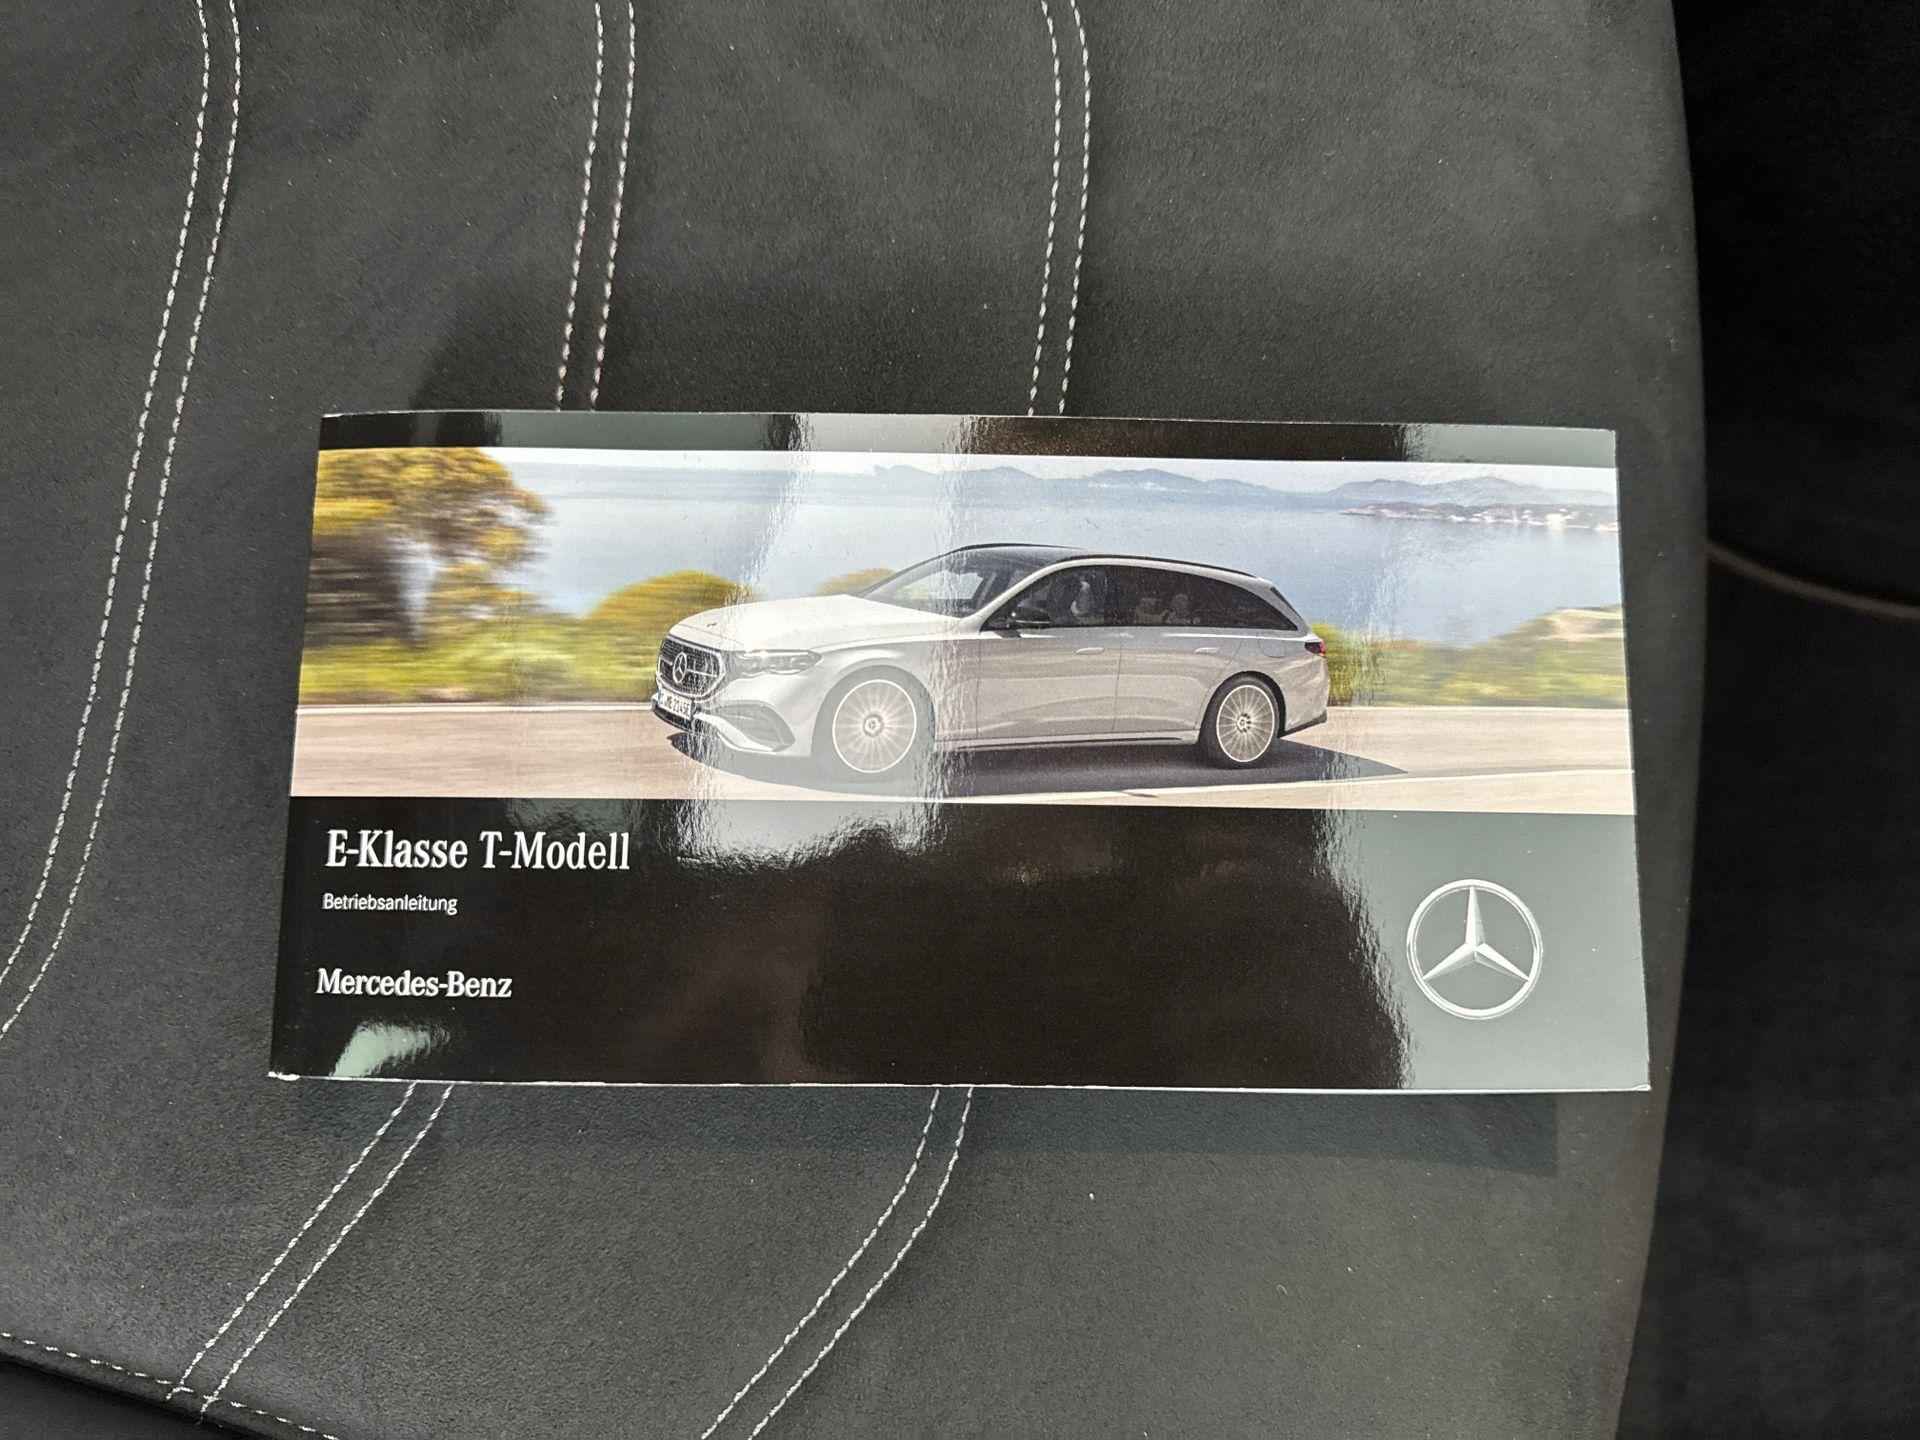 E-Klasse T-Modell
Betriebsanleitung
Mercedes-Benz